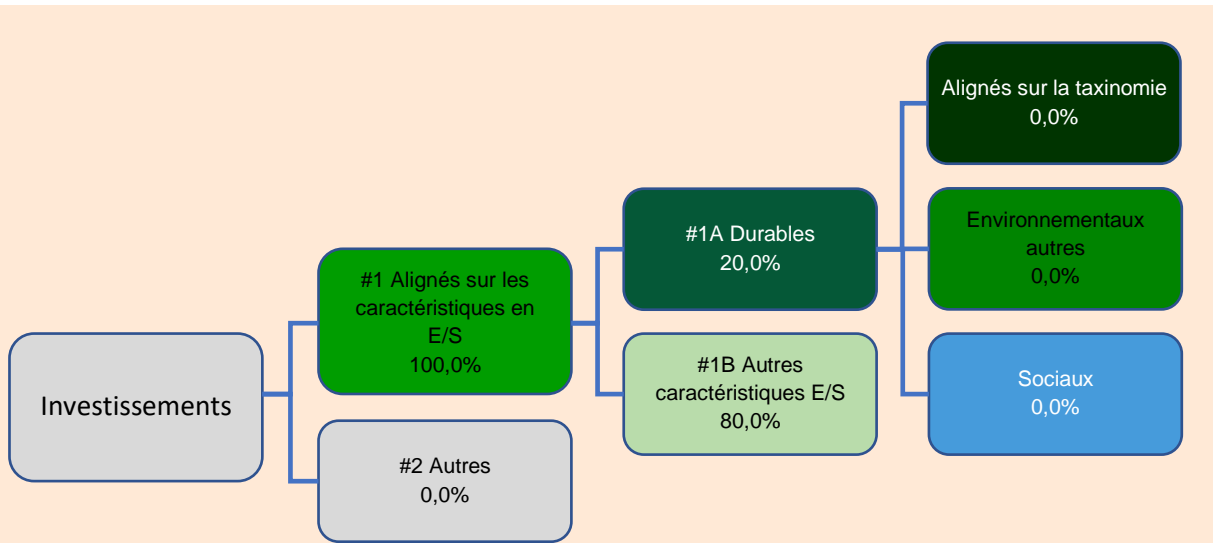 Investissements
#1 Alignés sur les
caractéristiques en
E/S
100,0%
#2 Autres
0,0%
#1A Durables
20,0%
#1B Autres
caractéristiques E/S
80,0%
Alignés sur la taxinomie
0,0%
Environnementaux
autres
0,0%
Sociaux
0,0%